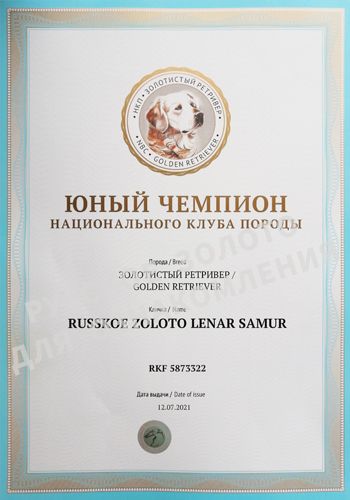 НКП • ЗОЛОТИСТЫЙ РЕТРИВЕР
NBC • GOLDEN RETRIEVER
ЮНЫЙ ЧЕМПИОН
НАЦИОНАЛЬНОГО КЛУБА ПОРОДЫ
Порода / Breed
ЗОЛОТИСТЫЙ РЕТРИВЕР /
GOLDEN RETRIEVER
Кличка / Name
RUSSKOE ZOLOTO LENAR SAMUR
RKF 5873322
Дата выдачи / Date of issue
12.07.2021